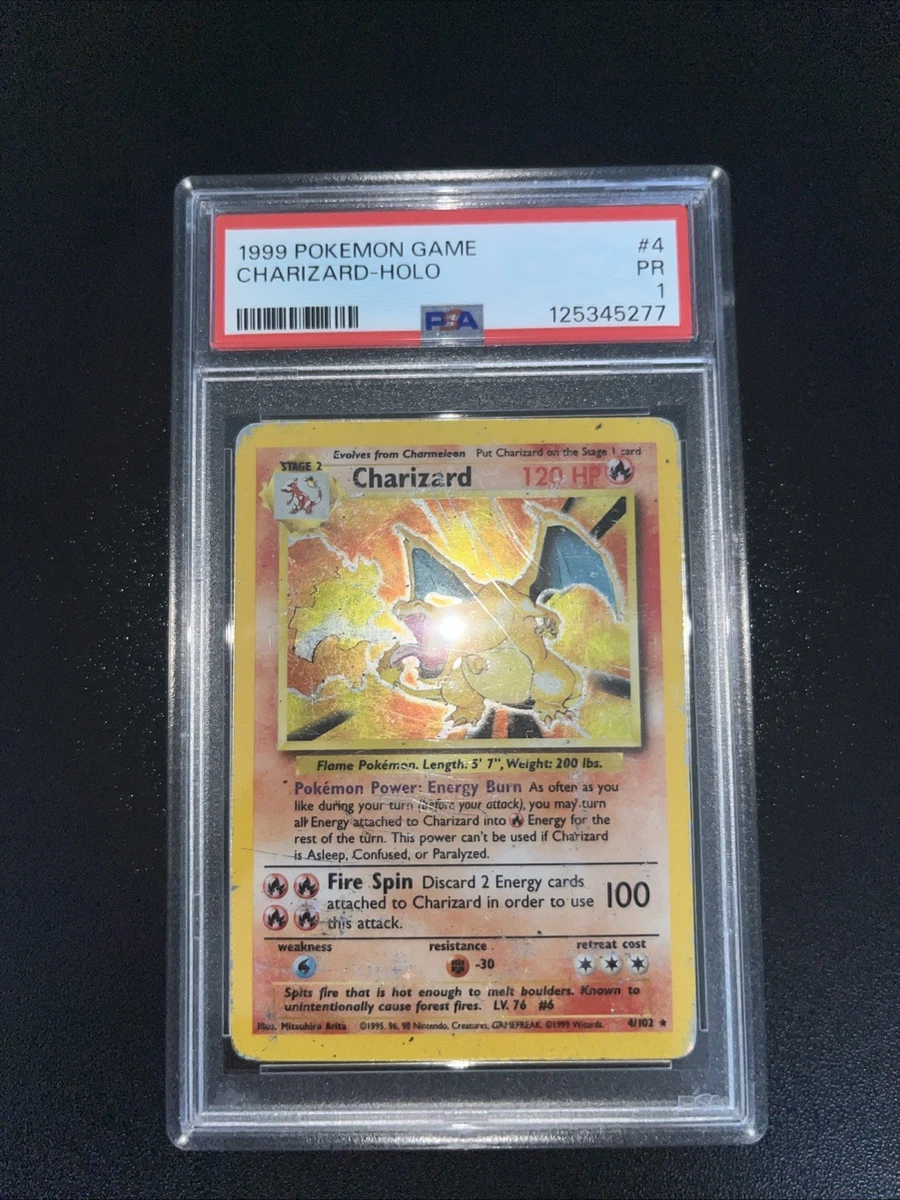 1999 POKEMON GAME #4
CHARIZARD-HOLO PR
1
125345277
PSA
Evolves from Charmeleon Put Charizard on the Stage 1 card
STAGE 2
Charizard 120 HP
Flame Pokémon. Length: 5' 7", Weight: 200 lbs.
Pokémon Power: Energy Burn As often as you
like during your turn (before your attack), you may turn
all Energy attached to Charizard into Energy for the
rest of the turn. This power can't be used if Charizard
is Asleep, Confused, or Paralyzed.
Fire Spin Discard 2 Energy cards
attached to Charizard in order to use 100
this attack.
weakness resistance retreat cost
-30
Spits fire that is hot enough to melt boulders. Known to
unintentionally cause forest fires. LV. 76 #6
Illus. Mitsuhiro Arita ©1995, 96, 98 Nintendo, Creatures, GAMEFREAK. ©1999 Wizards. 4/102 ★